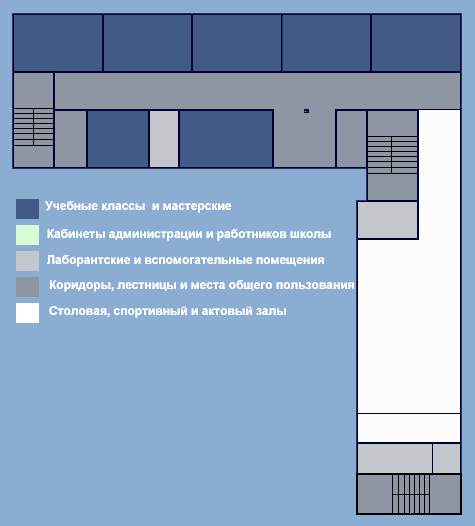 Учебные классы и мастерские
Кабинеты администрации и работников школы
Лаборантские и вспомогательные помещения
Коридоры, лестницы и места общего пользования
Столовая, спортивный и актовый залы